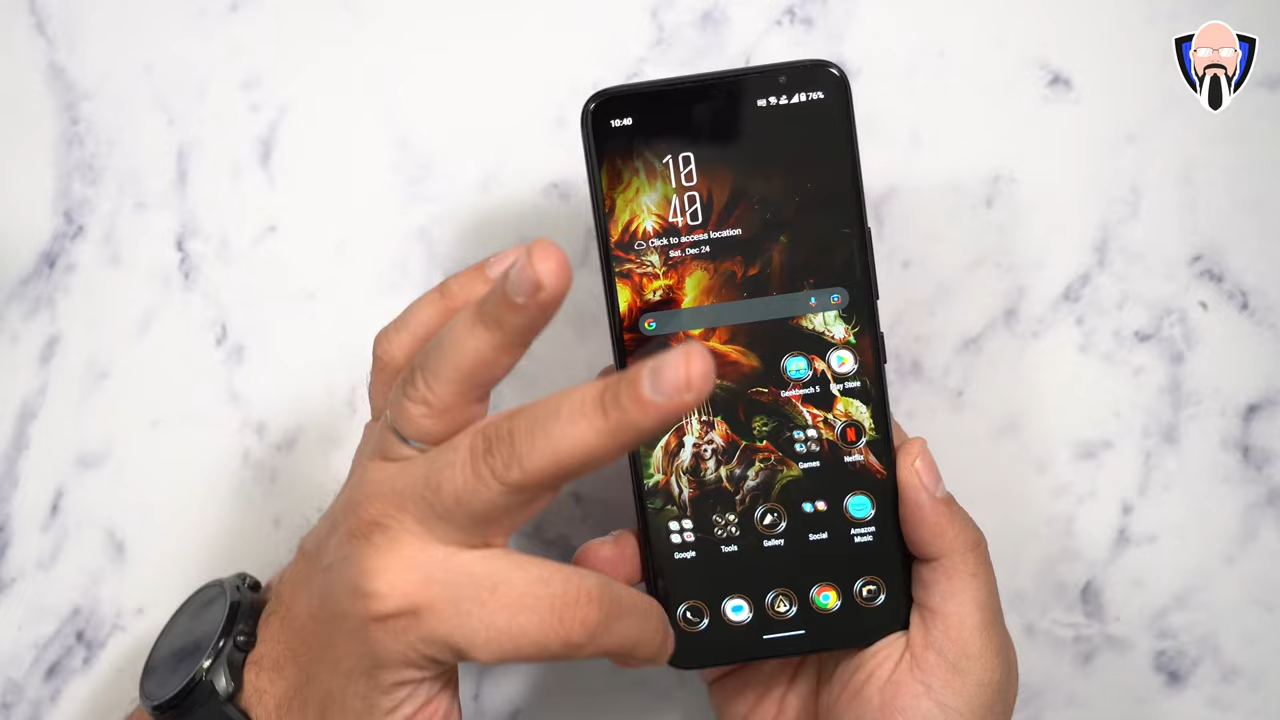 10:40
76%
10
40
Click to access location
Sat , Dec 24
Geekbench 5
Play Store
Games
Netflix
Google
Tools
Gallery
Social
Amazon
Music